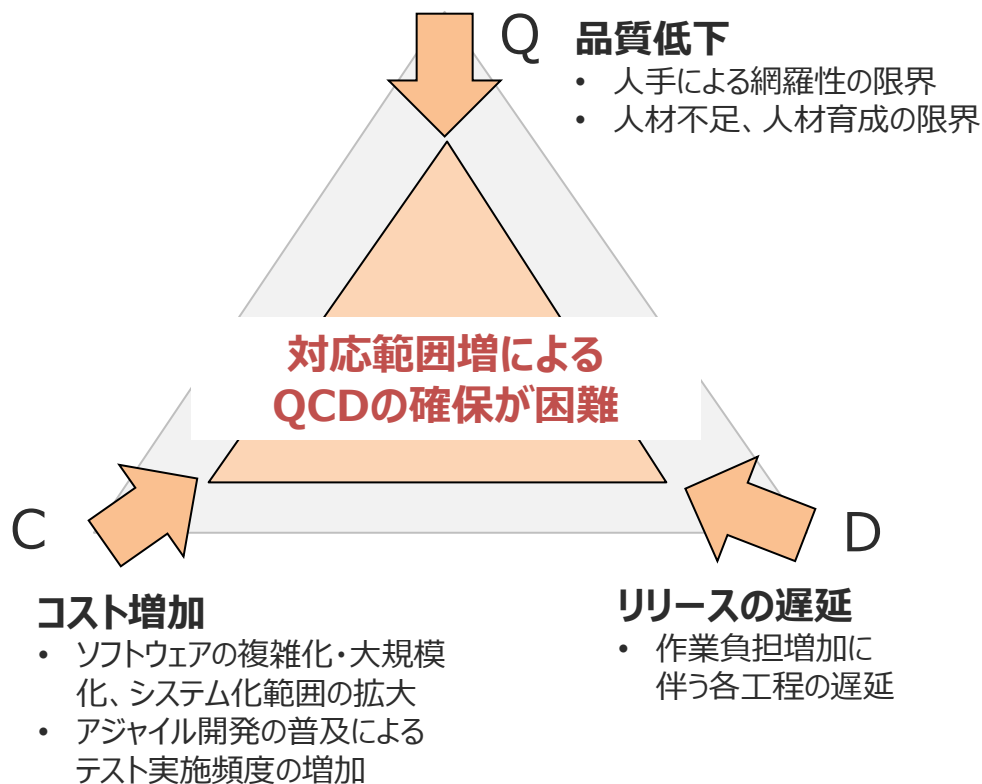 Q
品質低下
• 人手による網羅性の限界
• 人材不足、人材育成の限界
対応範囲増による
QCDの確保が困難
C
D
コスト増加
• ソフトウェアの複雑化・大規模
化、システム化範囲の拡大
• アジャイル開発の普及による
テスト実施頻度の増加
リリースの遅延
• 作業負担増加に
伴う各工程の遅延